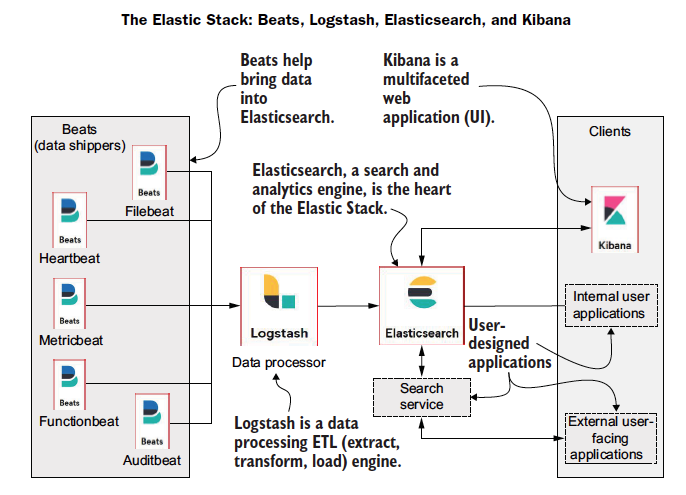 The Elastic Stack: Beats, Logstash, Elasticsearch, and Kibana
Beats help
bring data
into
Elasticsearch.
Kibana is a
multifaceted
web
application (UI).
Beats
(data shippers)
Beats
Filebeat
Beats
Heartbeat
Beats
Metricbeat
Beats
Functionbeat
Beats
Auditbeat
Elasticsearch, a search and
analytics engine, is the heart
of the Elastic Stack.
Logstash
Data processor
Logstash is a data
processing ETL (extract,
transform, load) engine.
Elasticsearch
Search
service
User-
designed
applications
Clients
Kibana
Internal user
applications
External user-
facing
applications